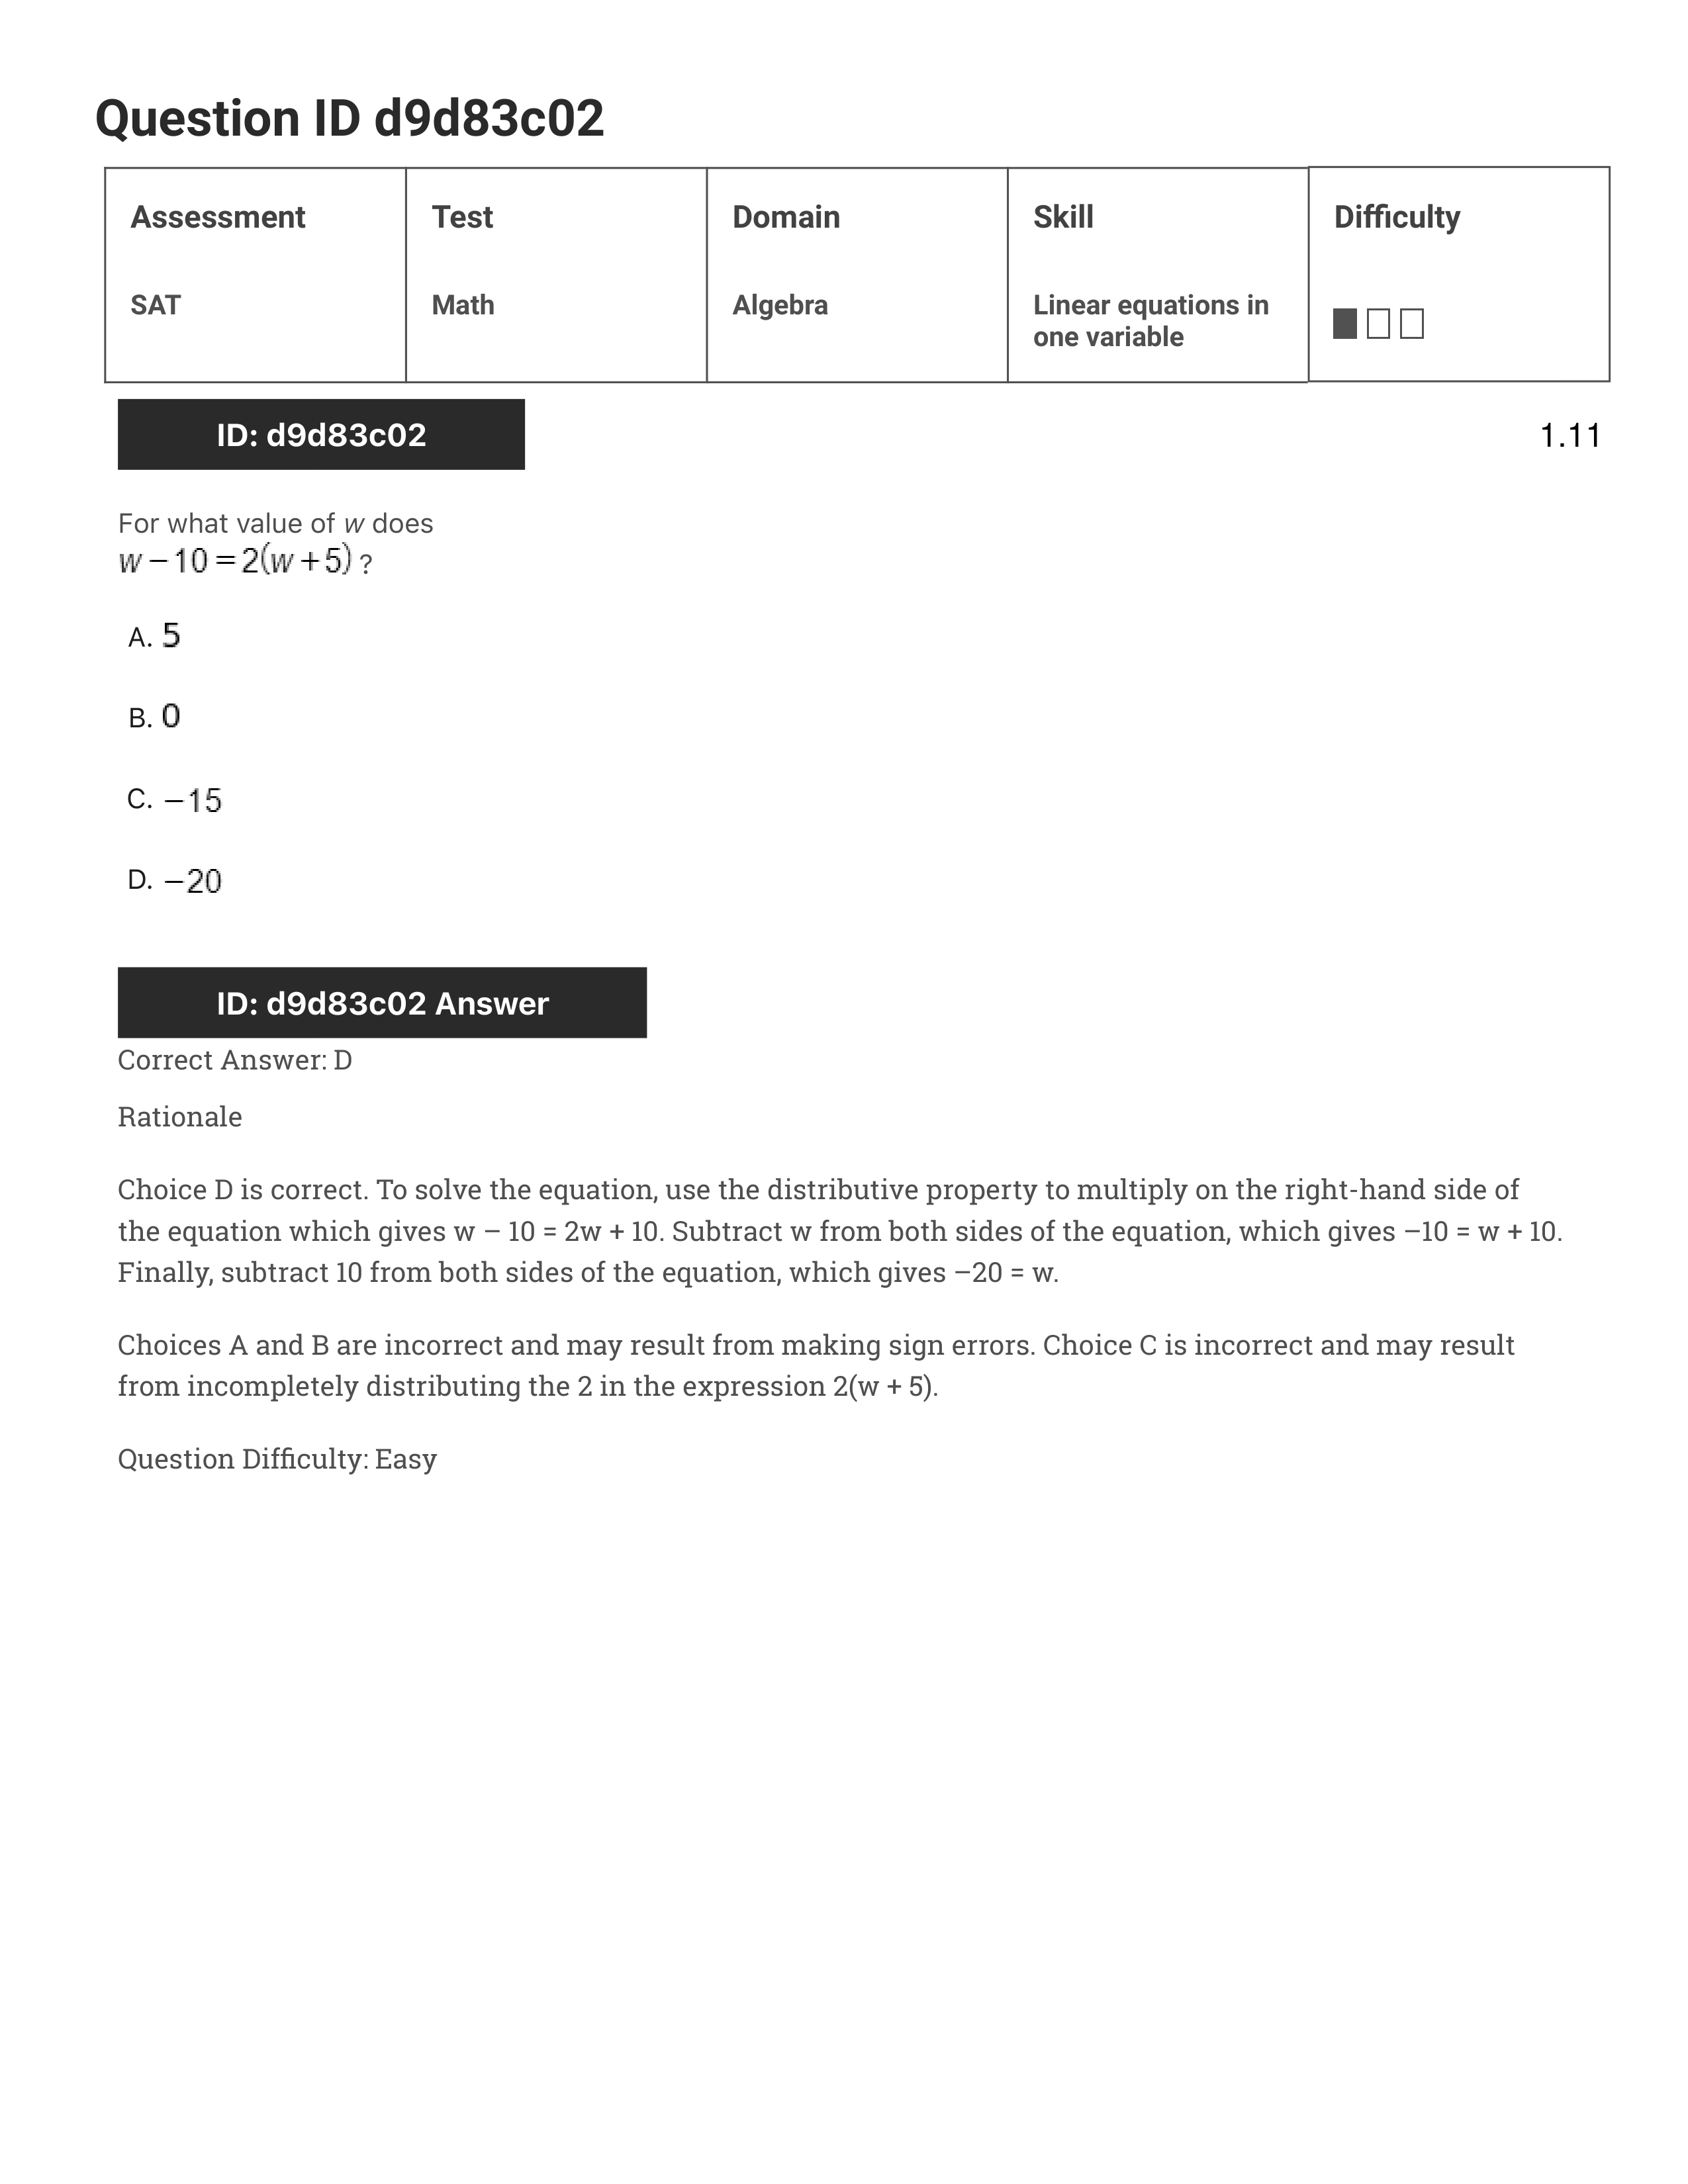 Question ID d9d83c02
Assessment
Test
Domain
Skill
Difficulty
SAT
Math
Algebra
Linear equations in
one variable
ID: d9d83c02
1.11
For what value of w does
w − 10 = 2(w + 5) ?
A. 5
B. 0
C. −15
D. −20
ID: d9d83c02 Answer
Correct Answer: D
Rationale
Choice D is correct. To solve the equation, use the distributive property to multiply on the right-hand side of
the equation which gives w – 10 = 2w + 10. Subtract w from both sides of the equation, which gives –10 = w + 10.
Finally, subtract 10 from both sides of the equation, which gives –20 = w.
Choices A and B are incorrect and may result from making sign errors. Choice C is incorrect and may result
from incompletely distributing the 2 in the expression 2(w + 5).
Question Difficulty: Easy